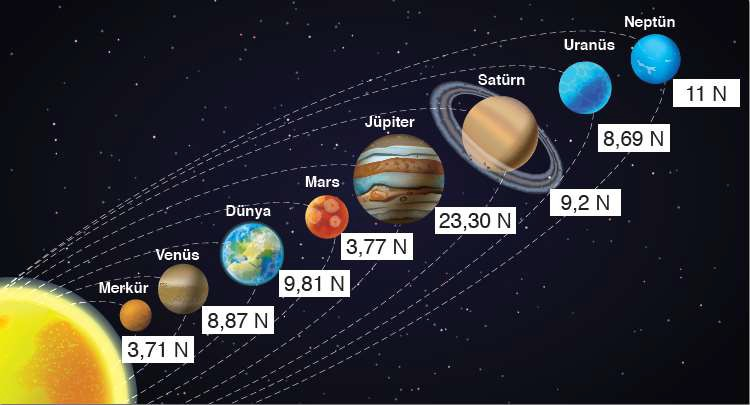 Neptün
11 N
Uranüs
8,69 N
Satürn
9,2 N
Jüpiter
23,30 N
Mars
3,77 N
Dünya
9,81 N
Venüs
8,87 N
Merkür
3,71 N